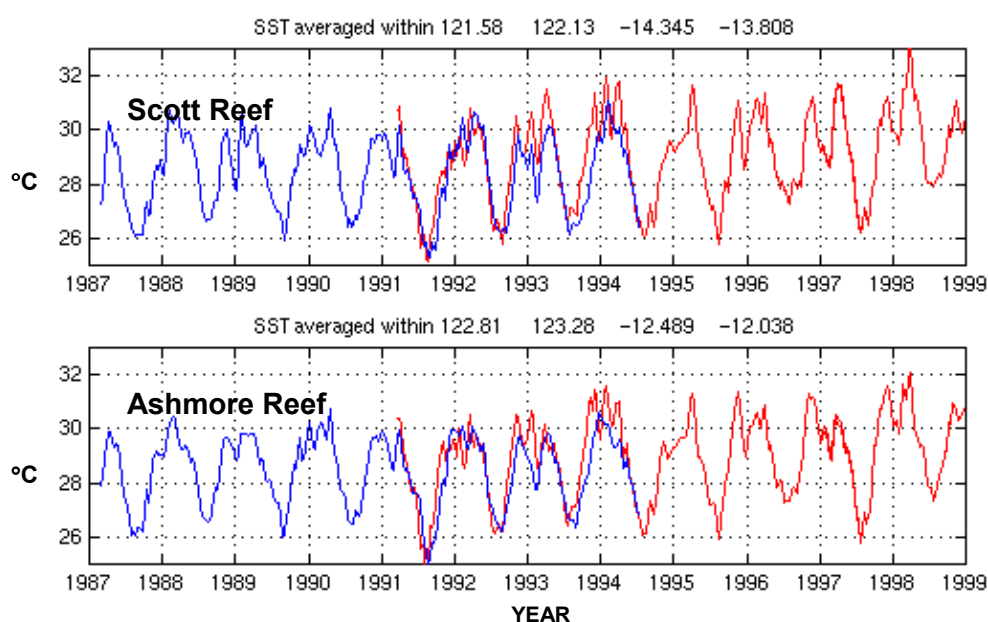 SST averaged within 121.58 122.13 −14.345 −13.808
32
Scott Reef
30
°C
28
26
1987 1988 1989 1990 1991 1992 1993 1994 1995 1996 1997 1998 1999
SST averaged within 122.81 123.28 −12.489 −12.038
32
Ashmore Reef
30
°C
28
26
1987 1988 1989 1990 1991 1992 1993 1994 1995 1996 1997 1998 1999
YEAR